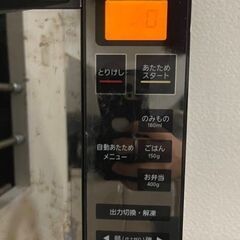 0
とりけし
あたため
スタート
のみもの
180ml
自動あたため
メニュー
ごはん
150g
お弁当
400g
出力切換・解凍